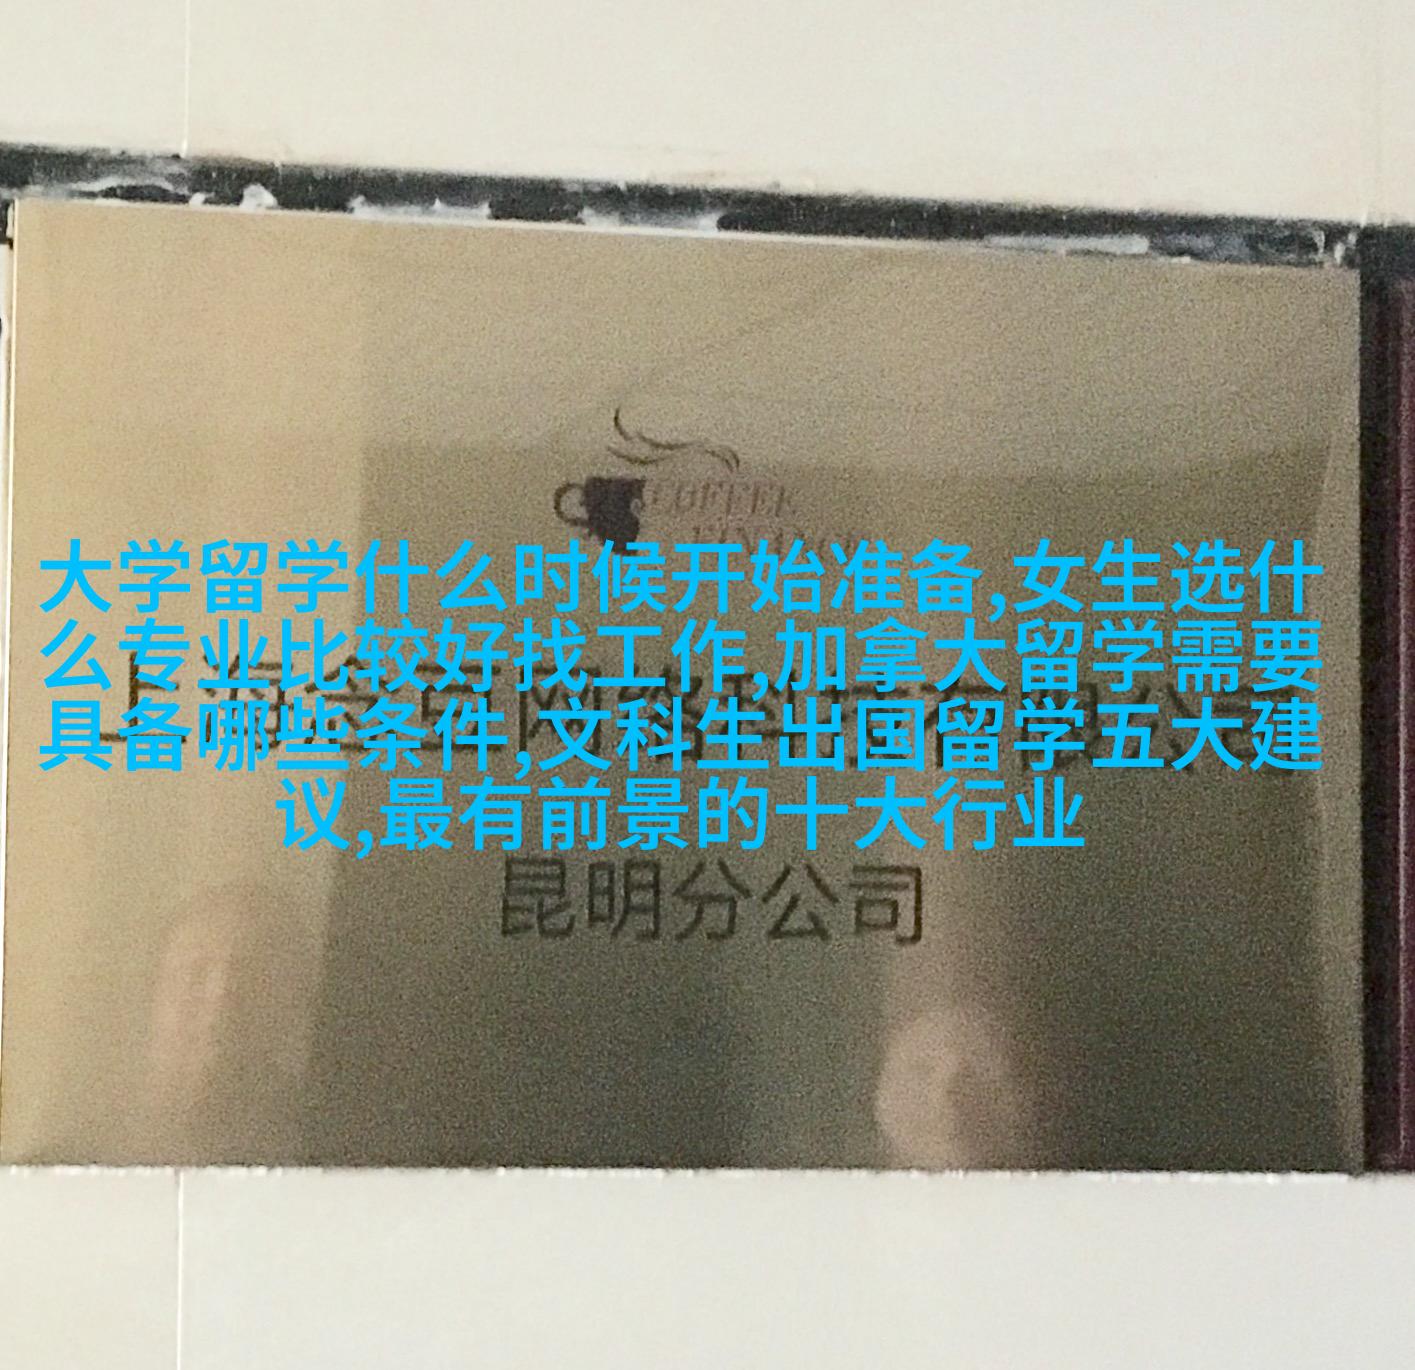 COFFEE
大学留学什么时候开始准备,女生选什
么专业比较好找工作,加拿大留学需要
具备哪些条件,文科生出国留学五大建
议,最有前景的十大行业
昆明分公司